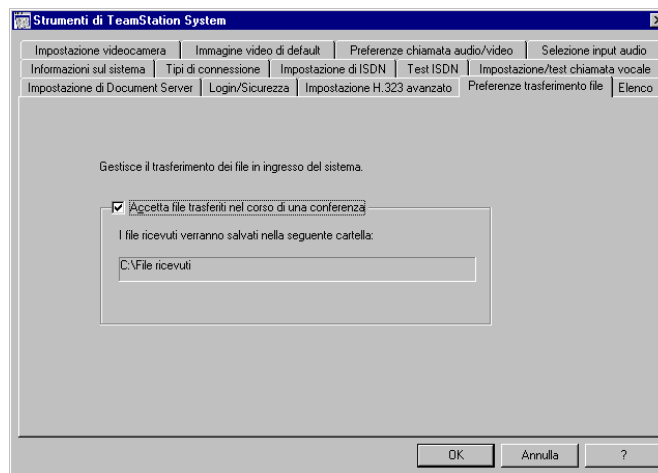 Strumenti di TeamStation System
Impostazione videocamera Immagine video di default Preferenze chiamata audio/video Selezione input audio
Informazioni sul sistema Tipi di connessione Impostazione di ISDN Test ISDN Impostazione/test chiamata vocale
Impostazione di Document Server Login/Sicurezza Impostazione H.323 avanzato Preferenze trasferimento file Elenco
Gestisce il trasferimento dei file in ingresso del sistema.
Accetta file trasferiti nel corso di una conferenza
I file ricevuti verranno salvati nella seguente cartella:
C:\File ricevuti
OK Annulla ?